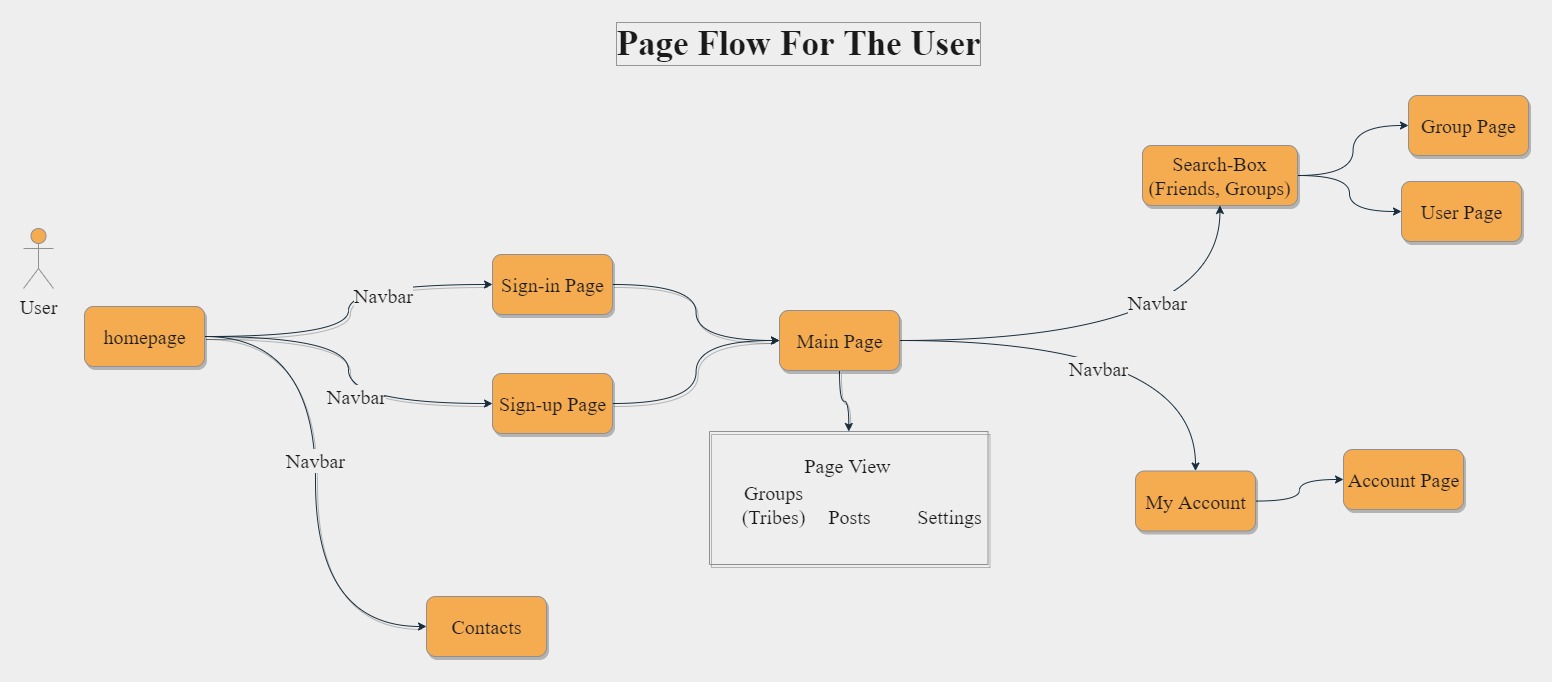 Page Flow For The User
User
homepage
Navbar
Navbar
Navbar
Sign-in Page
Sign-up Page
Contacts
Main Page
Page View
Groups
(Tribes)
Posts
Settings
Navbar
Navbar
Search-Box
(Friends, Groups)
Group Page
User Page
My Account
Account Page